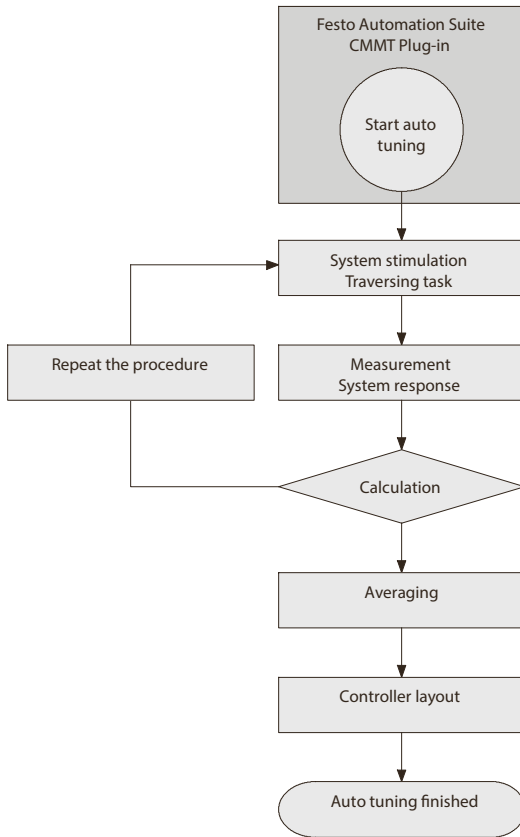 Festo Automation Suite
CMMT Plug-in
Start auto
tuning
System stimulation
Traversing task
Repeat the procedure
Measurement
System response
Calculation
Averaging
Controller layout
Auto tuning finished